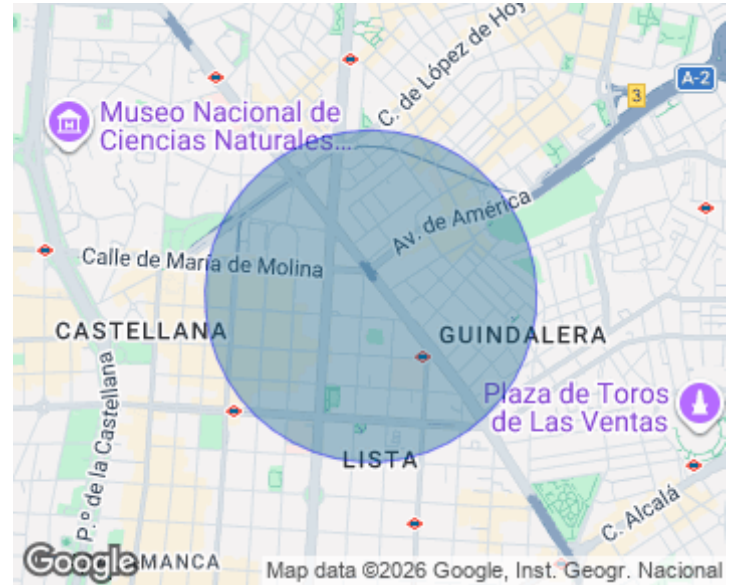 C. de López de Hoy
A-2
3
Museo Nacional de
Ciencias Naturales...
Av. de América
Calle de María de Molina
CASTELLANA
GUINDALERA
P.º de la Castellana
Plaza de Toros
de Las Ventas
LISTA
C. Alcalá
Google
AMANCA
Map data ©2026 Google, Inst. Geogr. Nacional